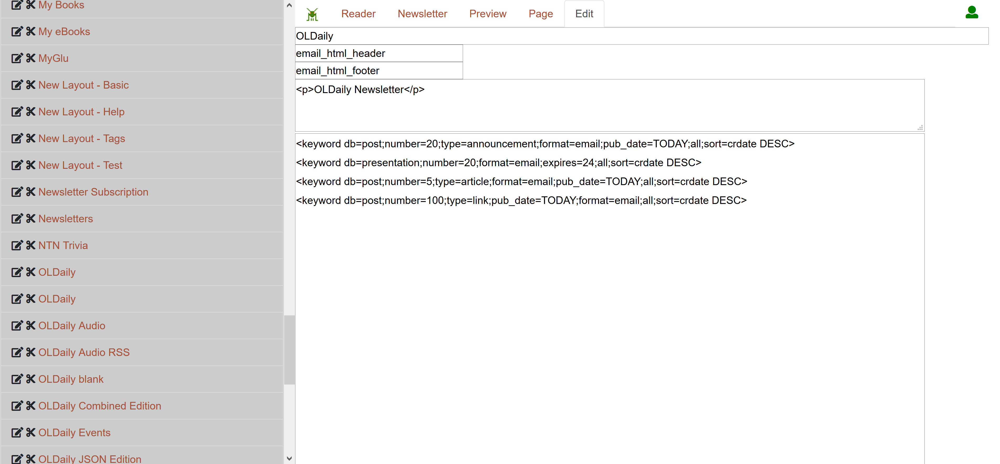 My Books
My eBooks
MyGlu
New Layout - Basic
New Layout - Help
New Layout - Tags
New Layout - Test
Newsletter Subscription
Newsletters
NTN Trivia
OLDaily
OLDaily
OLDaily Audio
OLDaily Audio RSS
OLDaily blank
OLDaily Combined Edition
OLDaily Events
OLDaily JSON Edition
Reader Newsletter Preview Page Edit
OLDaily
email_html_header
email_html_footer
<p>OLDaily Newsletter</p>
<keyword db=post;number=20;type=announcement;format=email;pub_date=TODAY;all;sort=crdate DESC>
<keyword db=presentation;number=20;format=email;expires=24;all;sort=crdate DESC>
<keyword db=post;number=5;type=article;format=email;pub_date=TODAY;all;sort=crdate DESC>
<keyword db=post;number=100;type=link;pub_date=TODAY;format=email;all;sort=crdate DESC>